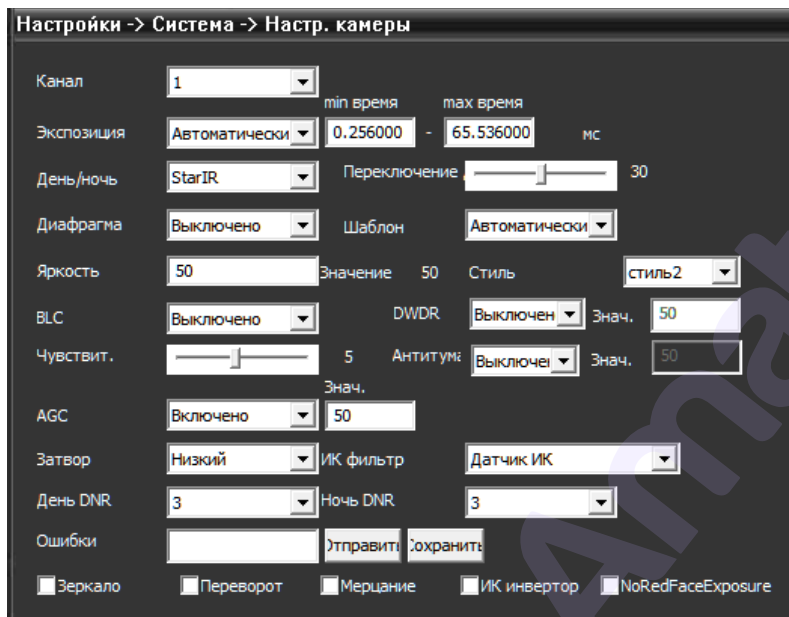 Настройки -> Система -> Настр. камеры
Канал 1
min время max время
Экспозиция Автоматически 0.256000 - 65.536000 мс
День/ночь StarIR Переключение 30
Диафрагма Выключено Шаблон Автоматически
Яркость 50 Значение 50 Стиль стиль2
BLC Выключено DWDR Выключен Знач. 50
Чувствит. 5 Антитума Выключен Знач. 50
Знач.
AGC Включено 50
Затвор Низкий ИК фильтр Датчик ИК
День DNR 3 Ночь DNR 3
Ошибки Отправить Сохранить
Зеркало Переворот Мерцание ИК инвертор NoRedFaceExposure
Amat